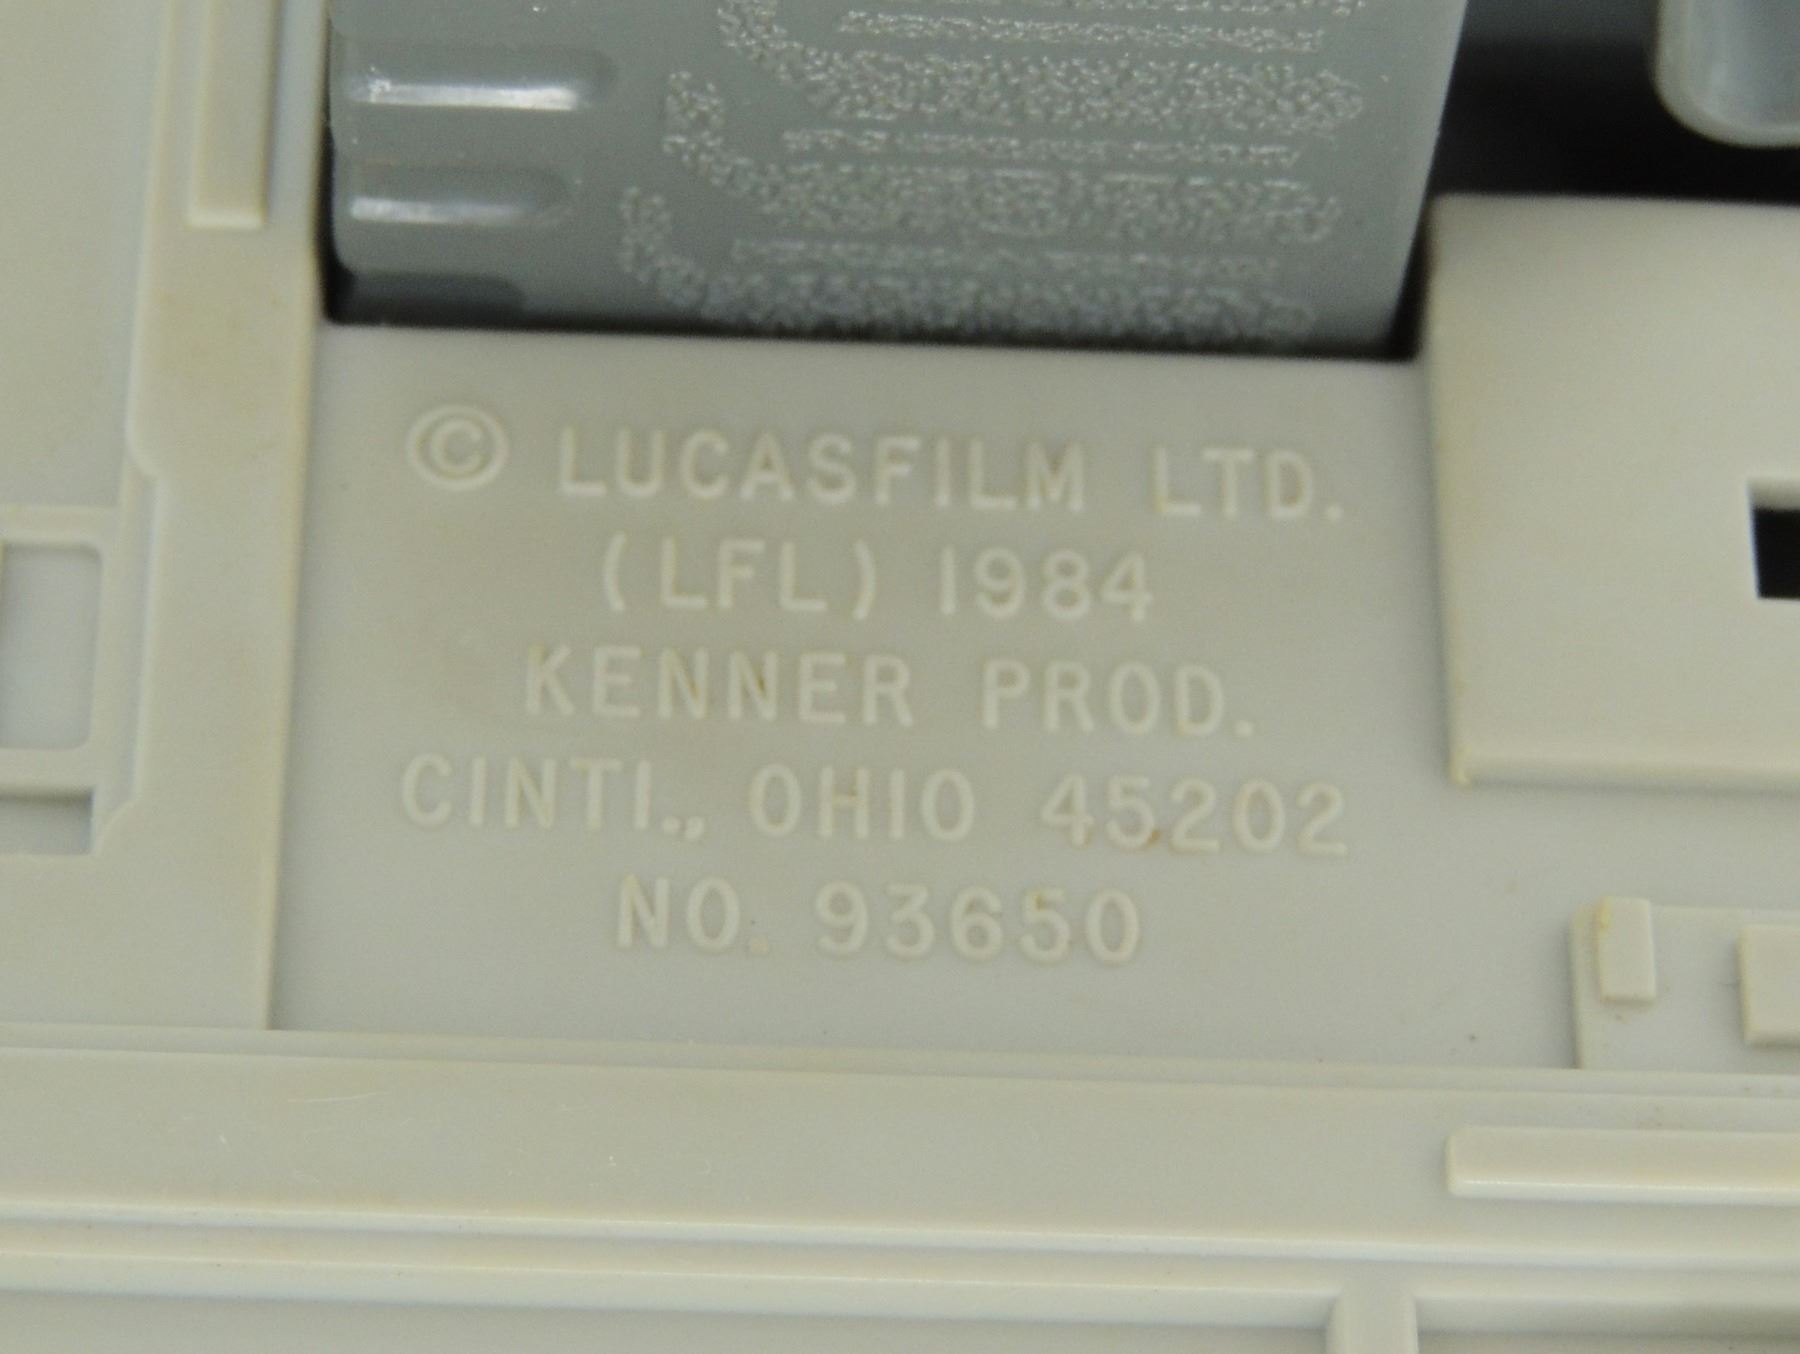 © LUCASFILM LTD.
(LFL) 1984
KENNER PROD.
CINTI., OHIO 45202
NO. 93650